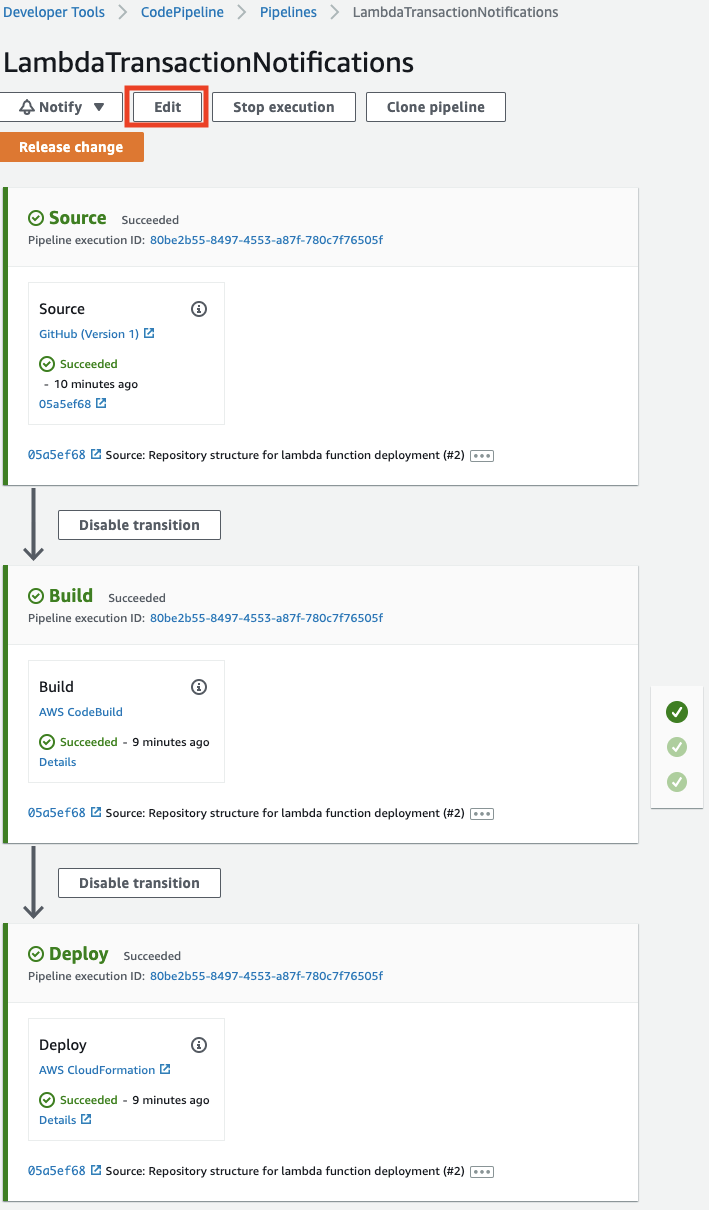 Developer Tools > CodePipeline > Pipelines > LambdaTransactionNotifications
LambdaTransactionNotifications
Notify ▼ Edit Stop execution Clone pipeline
Release change
Source Succeeded
Pipeline execution ID: 80be2b55-8497-4553-a87f-780c7f76505f
Source
GitHub (Version 1)
Succeeded
- 10 minutes ago
05a5ef68
05a5ef68 Source: Repository structure for lambda function deployment (#2) •••
Disable transition
Build Succeeded
Pipeline execution ID: 80be2b55-8497-4553-a87f-780c7f76505f
Build
AWS CodeBuild
Succeeded - 9 minutes ago
Details
05a5ef68 Source: Repository structure for lambda function deployment (#2) •••
Disable transition
Deploy Succeeded
Pipeline execution ID: 80be2b55-8497-4553-a87f-780c7f76505f
Deploy
AWS CloudFormation
Succeeded - 9 minutes ago
Details
05a5ef68 Source: Repository structure for lambda function deployment (#2) •••